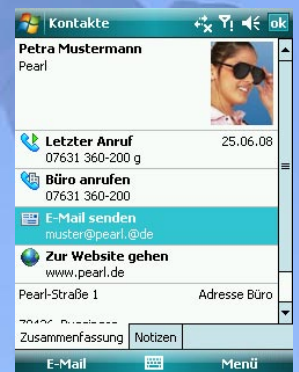 Kontakte ok
Petra Mustermann
Pearl
Letzter Anruf 25.06.08
07631 360-200 g
Büro anrufen
07631 360-200
E-Mail senden
muster@pearl.@de
Zur Website gehen
www.pearl.de
Pearl-Straße 1 Adresse Büro
Zusammenfassung Notizen
E-Mail Menü